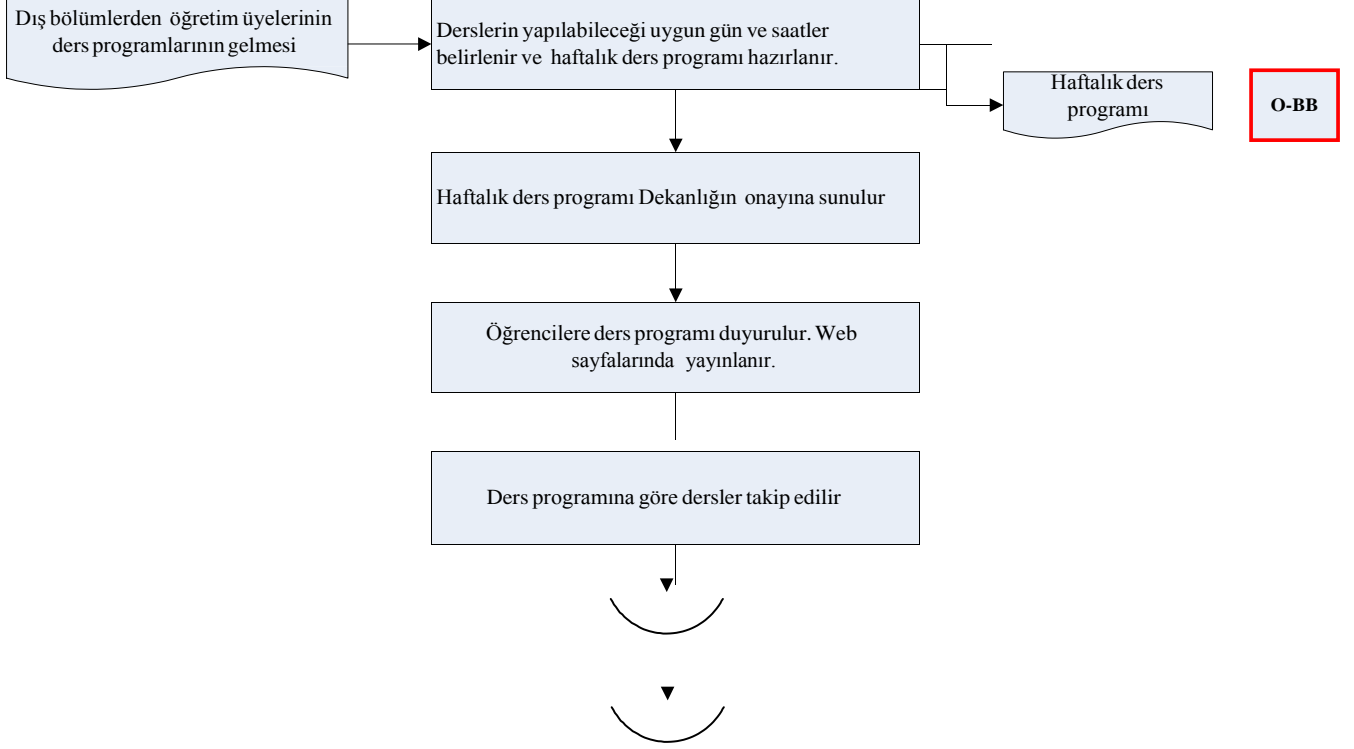 Dış bölümlerden öğretim üyelerinin
ders programlarının gelmesi
Derslerin yapılabileceği uygun gün ve saatler
belirlenir ve haftalık ders programı hazırlanır.
Haftalık ders
programı
O-BB
Haftalık ders programı Dekanlığın onayına sunulur
Öğrencilere ders programı duyurulur. Web
sayfalarında yayınlanır.
Ders programına göre dersler takip edilir